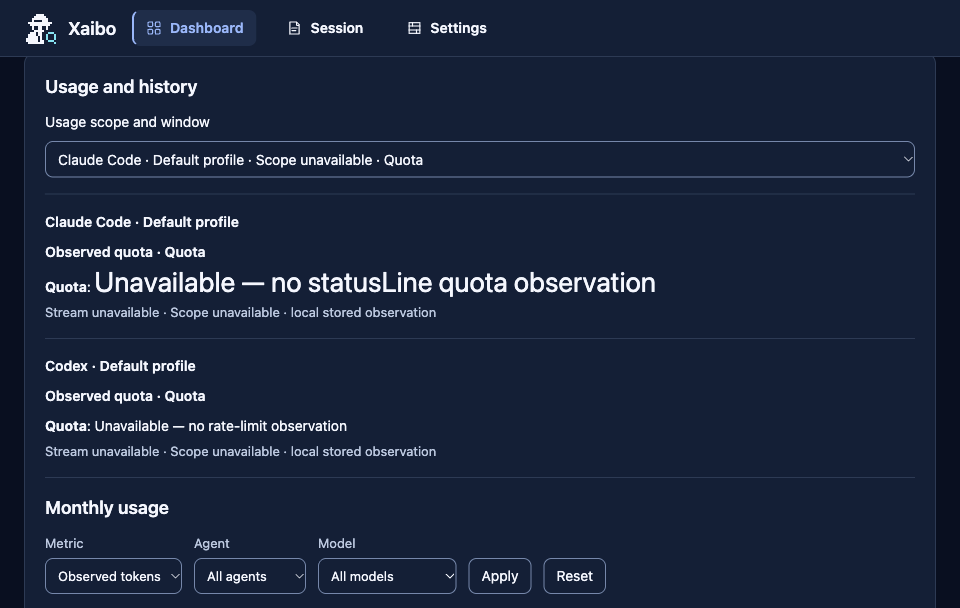 Xaibo Dashboard Session Settings
Usage and history
Usage scope and window
Claude Code · Default profile · Scope unavailable · Quota
Claude Code · Default profile
Observed quota · Quota
Quota: Unavailable — no statusLine quota observation
Stream unavailable · Scope unavailable · local stored observation
Codex · Default profile
Observed quota · Quota
Quota: Unavailable — no rate-limit observation
Stream unavailable · Scope unavailable · local stored observation
Monthly usage
Metric Agent Model
Observed tokens All agents All models Apply Reset